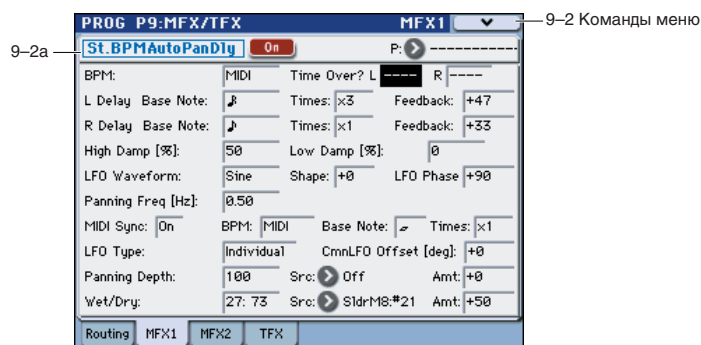 PROG P9:MFX/TFX MFX1
9–2 Команды меню
9–2a
St.BPMAutoPanDly On P: -----------
BPM: MIDI Time Over? L ---- R ----
L Delay Base Note: Times: x3 Feedback: +47
R Delay Base Note: Times: x1 Feedback: +33
High Damp [%]: 50 Low Damp [%]: 0
LFO Waveform: Sine Shape: +0 LFO Phase +90
Panning Freq [Hz]: 0.50
MIDI Sync: On BPM: MIDI Base Note: Times: x1
LFO Type: Individual CmnLFO Offset [deg]: +0
Panning Depth: 100 Src: Off Amt: +0
Wet/Dry: 27: 73 Src: SldrM8:#21 Amt: +50
Routing MFX1 MFX2 TFX